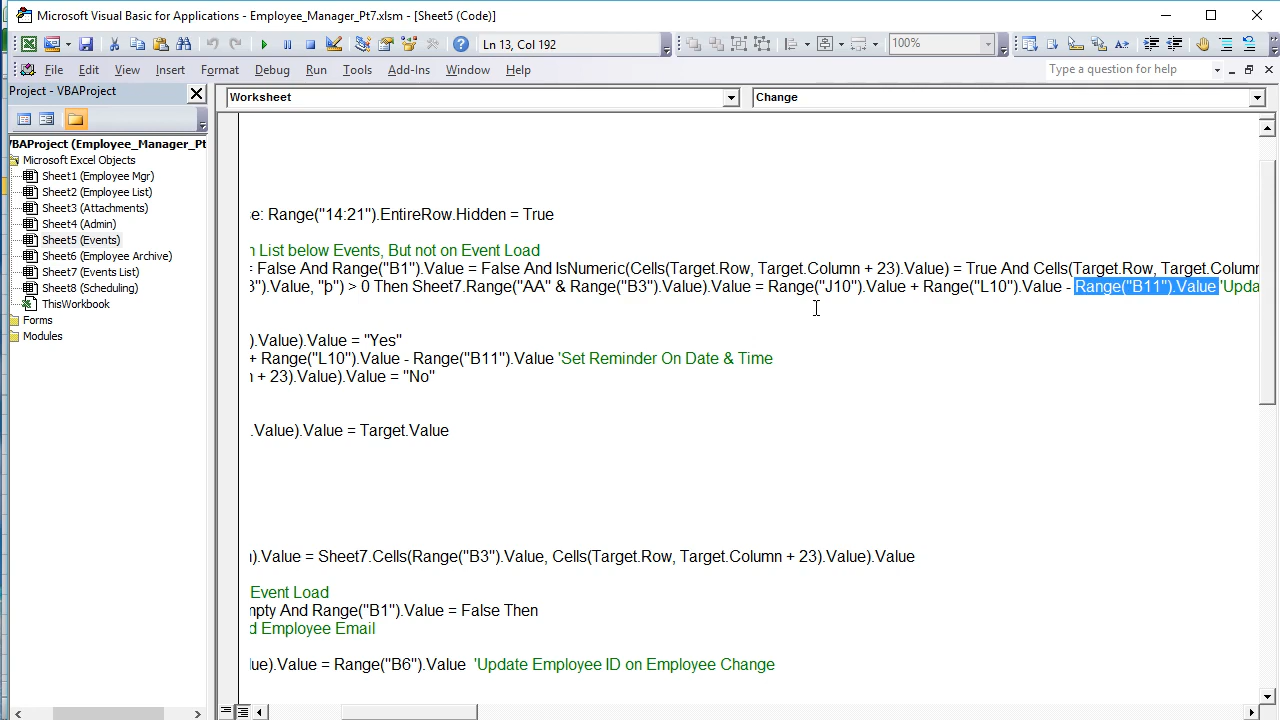 Microsoft Visual Basic for Applications - Employee_Manager_Pt7.xlsm - [Sheet5 (Code)]
Ln 13, Col 192
100%
File Edit View Insert Format Debug Run Tools Add-Ins Window Help
Type a question for help
Project - VBAProject
Worksheet
Change
VBAProject (Employee_Manager_Pt
Microsoft Excel Objects
Sheet1 (Employee Mgr)
Sheet2 (Employee List)
Sheet3 (Attachments)
Sheet4 (Admin)
Sheet5 (Events)
Sheet6 (Employee Archive)
Sheet7 (Events List)
Sheet8 (Scheduling)
ThisWorkbook
Forms
Modules
e: Range("14:21").EntireRow.Hidden = True
n List below Events, But not on Event Load
= False And Range("B1").Value = False And IsNumeric(Cells(Target.Row, Target.Column + 23).Value) = True And Cells(Target.Row, Target.Column
3").Value, "p") > 0 Then Sheet7.Range("AA" & Range("B3").Value).Value = Range("J10").Value + Range("L10").Value - Range("B11").Value 'Upda
).Value).Value = "Yes"
+ Range("L10").Value - Range("B11").Value 'Set Reminder On Date & Time
n + 23).Value).Value = "No"
.Value).Value = Target.Value
).Value = Sheet7.Cells(Range("B3").Value, Cells(Target.Row, Target.Column + 23).Value).Value
Event Load
mpty And Range("B1").Value = False Then
d Employee Email
lue).Value = Range("B6").Value 'Update Employee ID on Employee Change